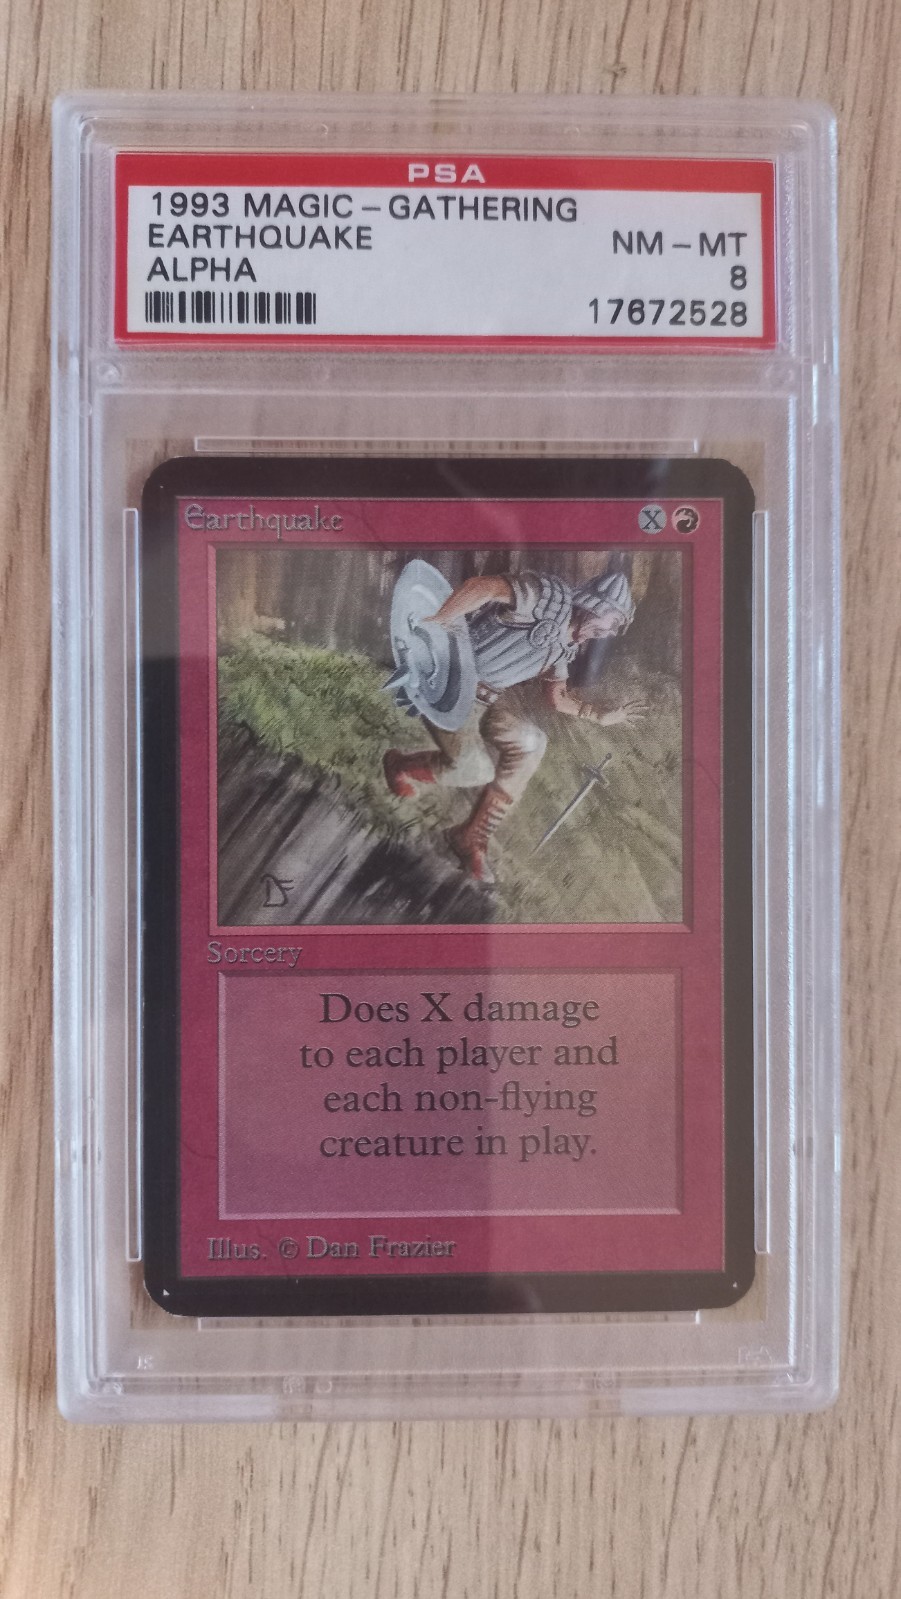 PSA
1993 MAGIC-GATHERING
EARTHQUAKE NM-MT
ALPHA 8
17672528
Earthquake X
DF
Sorcery
Does X damage
to each player and
each non-flying
creature in play.
Illus. © Dan Frazier